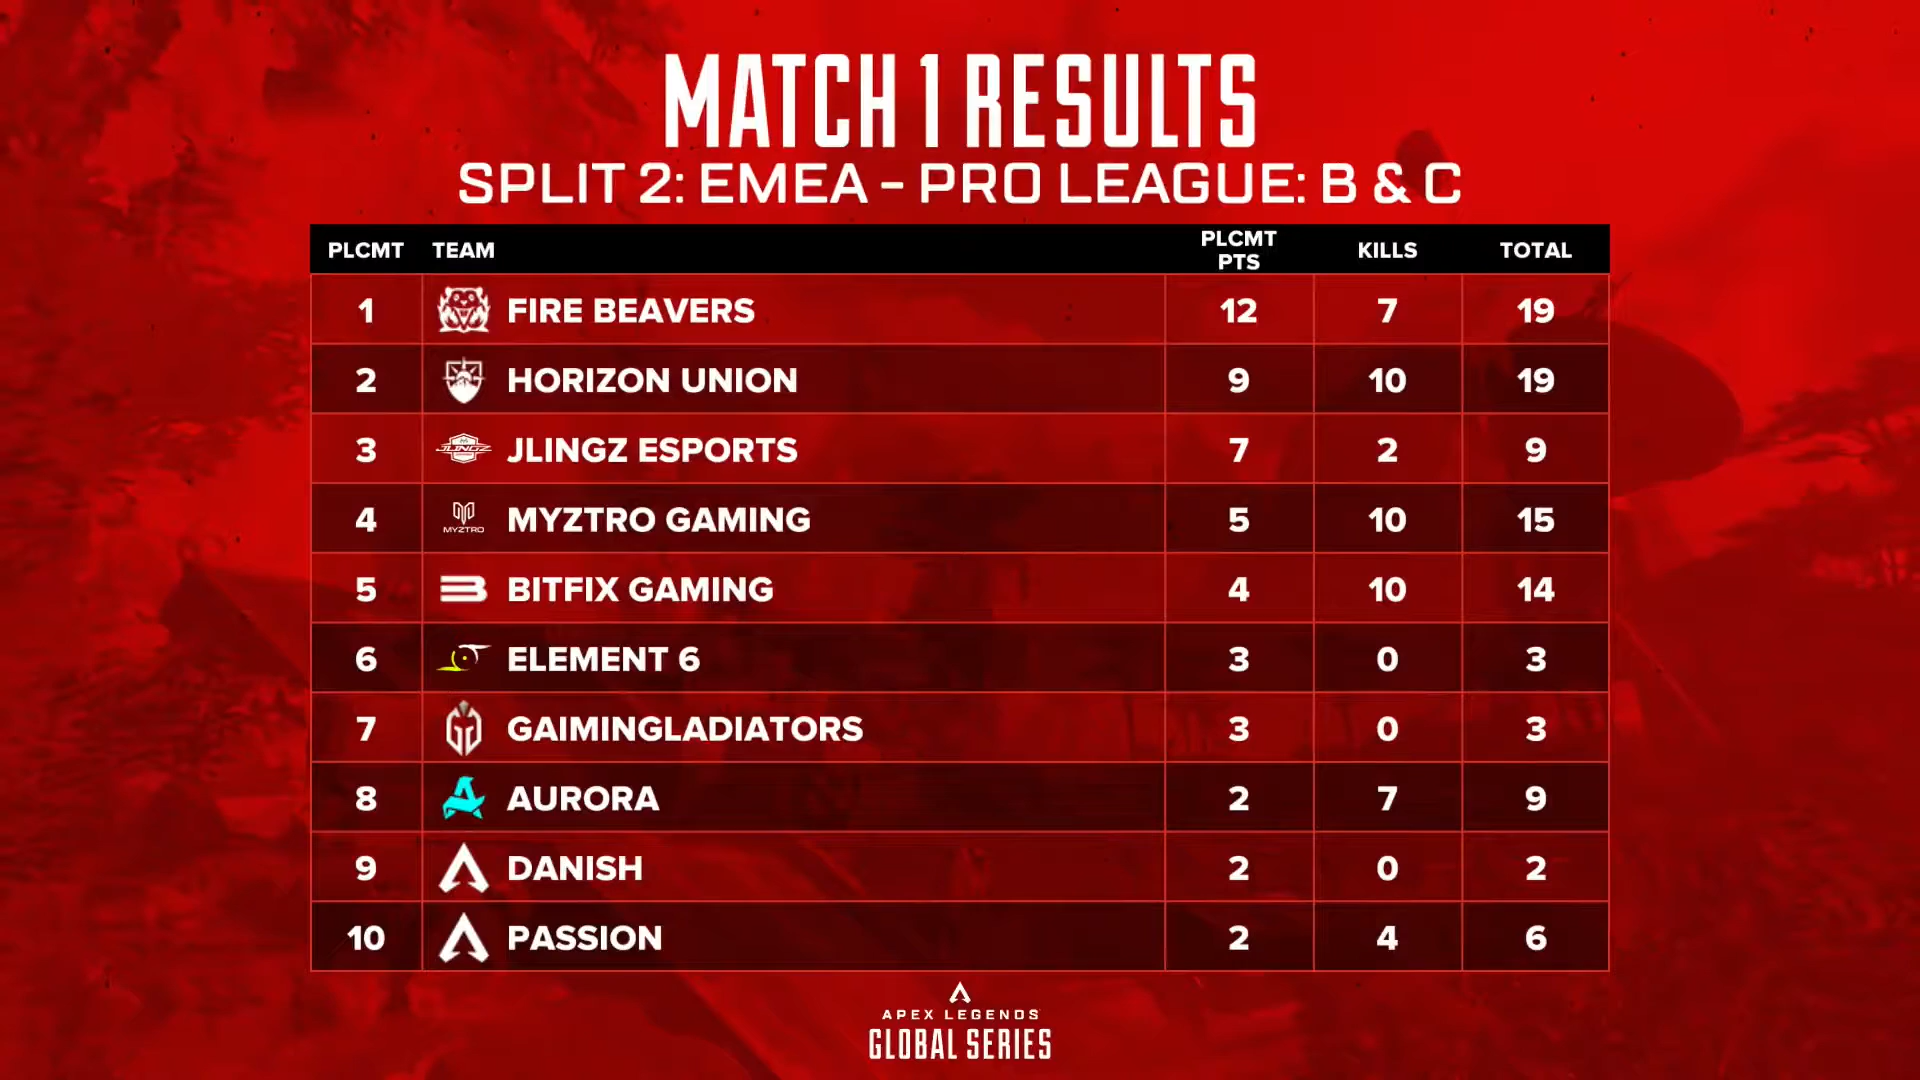 MATCH 1 RESULTS
SPLIT 2: EMEA - PRO LEAGUE: B & C
PLCMT TEAM PLCMT PTS KILLS TOTAL
1 FIRE BEAVERS 12 7 19
2 HORIZON UNION 9 10 19
3 JLINGZ JLINGZ ESPORTS 7 2 9
4 MYZTRO MYZTRO GAMING 5 10 15
5 BITFIX GAMING 4 10 14
6 ELEMENT 6 3 0 3
7 GAIMINGLADIATORS 3 0 3
8 AURORA 2 7 9
9 DANISH 2 0 2
10 PASSION 2 4 6
APEX LEGENDS
GLOBAL SERIES